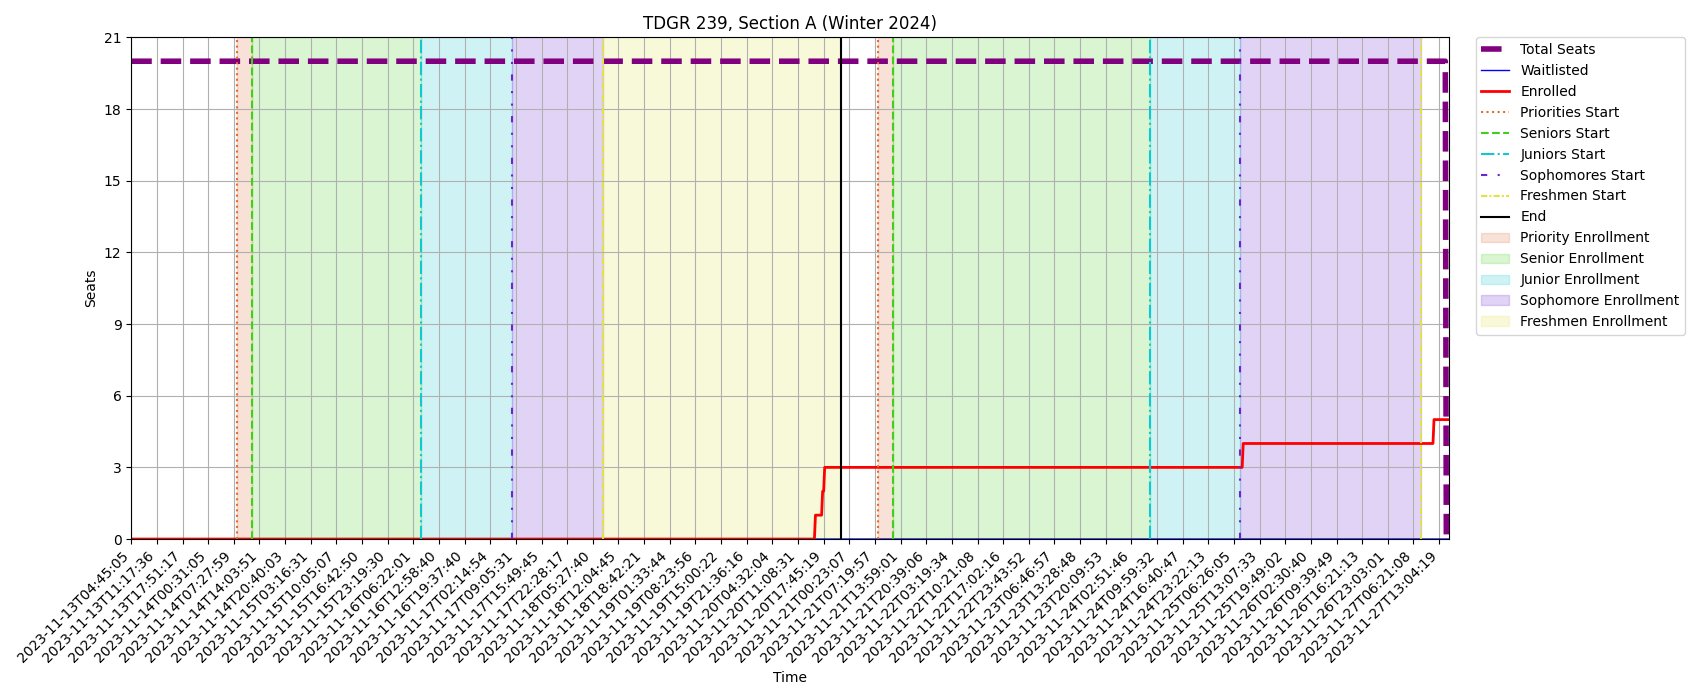 TDGR 239, Section A (Winter 2024)
21
18
15
12
9
6
3
0
Seats
2023-11-13T04:45:05
2023-11-13T11:17:36
2023-11-13T17:51:17
2023-11-14T00:31:05
2023-11-14T07:27:59
2023-11-14T14:03:51
2023-11-14T20:40:03
2023-11-15T03:16:31
2023-11-15T10:05:07
2023-11-15T16:42:50
2023-11-15T23:19:30
2023-11-16T06:22:01
2023-11-16T12:58:40
2023-11-16T19:37:40
2023-11-17T02:14:54
2023-11-17T09:05:31
2023-11-17T15:49:45
2023-11-17T22:28:17
2023-11-18T05:27:40
2023-11-18T12:04:45
2023-11-18T18:42:21
2023-11-19T01:33:44
2023-11-19T08:23:56
2023-11-19T15:00:22
2023-11-19T21:36:16
2023-11-20T04:32:04
2023-11-20T11:08:31
2023-11-20T17:45:19
2023-11-21T00:23:07
2023-11-21T07:19:57
2023-11-21T13:59:01
2023-11-21T20:39:06
2023-11-22T03:19:34
2023-11-22T10:21:08
2023-11-22T17:02:16
2023-11-22T23:43:52
2023-11-23T06:46:57
2023-11-23T13:28:48
2023-11-23T20:09:53
2023-11-24T02:51:46
2023-11-24T09:59:32
2023-11-24T16:40:47
2023-11-24T23:22:13
2023-11-25T06:26:05
2023-11-25T13:07:33
2023-11-25T19:49:02
2023-11-26T02:30:40
2023-11-26T09:39:49
2023-11-26T16:21:13
2023-11-26T23:03:01
2023-11-27T06:21:08
2023-11-27T13:04:19
Time
Total Seats
Waitlisted
Enrolled
Priorities Start
Seniors Start
Juniors Start
Sophomores Start
Freshmen Start
End
Priority Enrollment
Senior Enrollment
Junior Enrollment
Sophomore Enrollment
Freshmen Enrollment